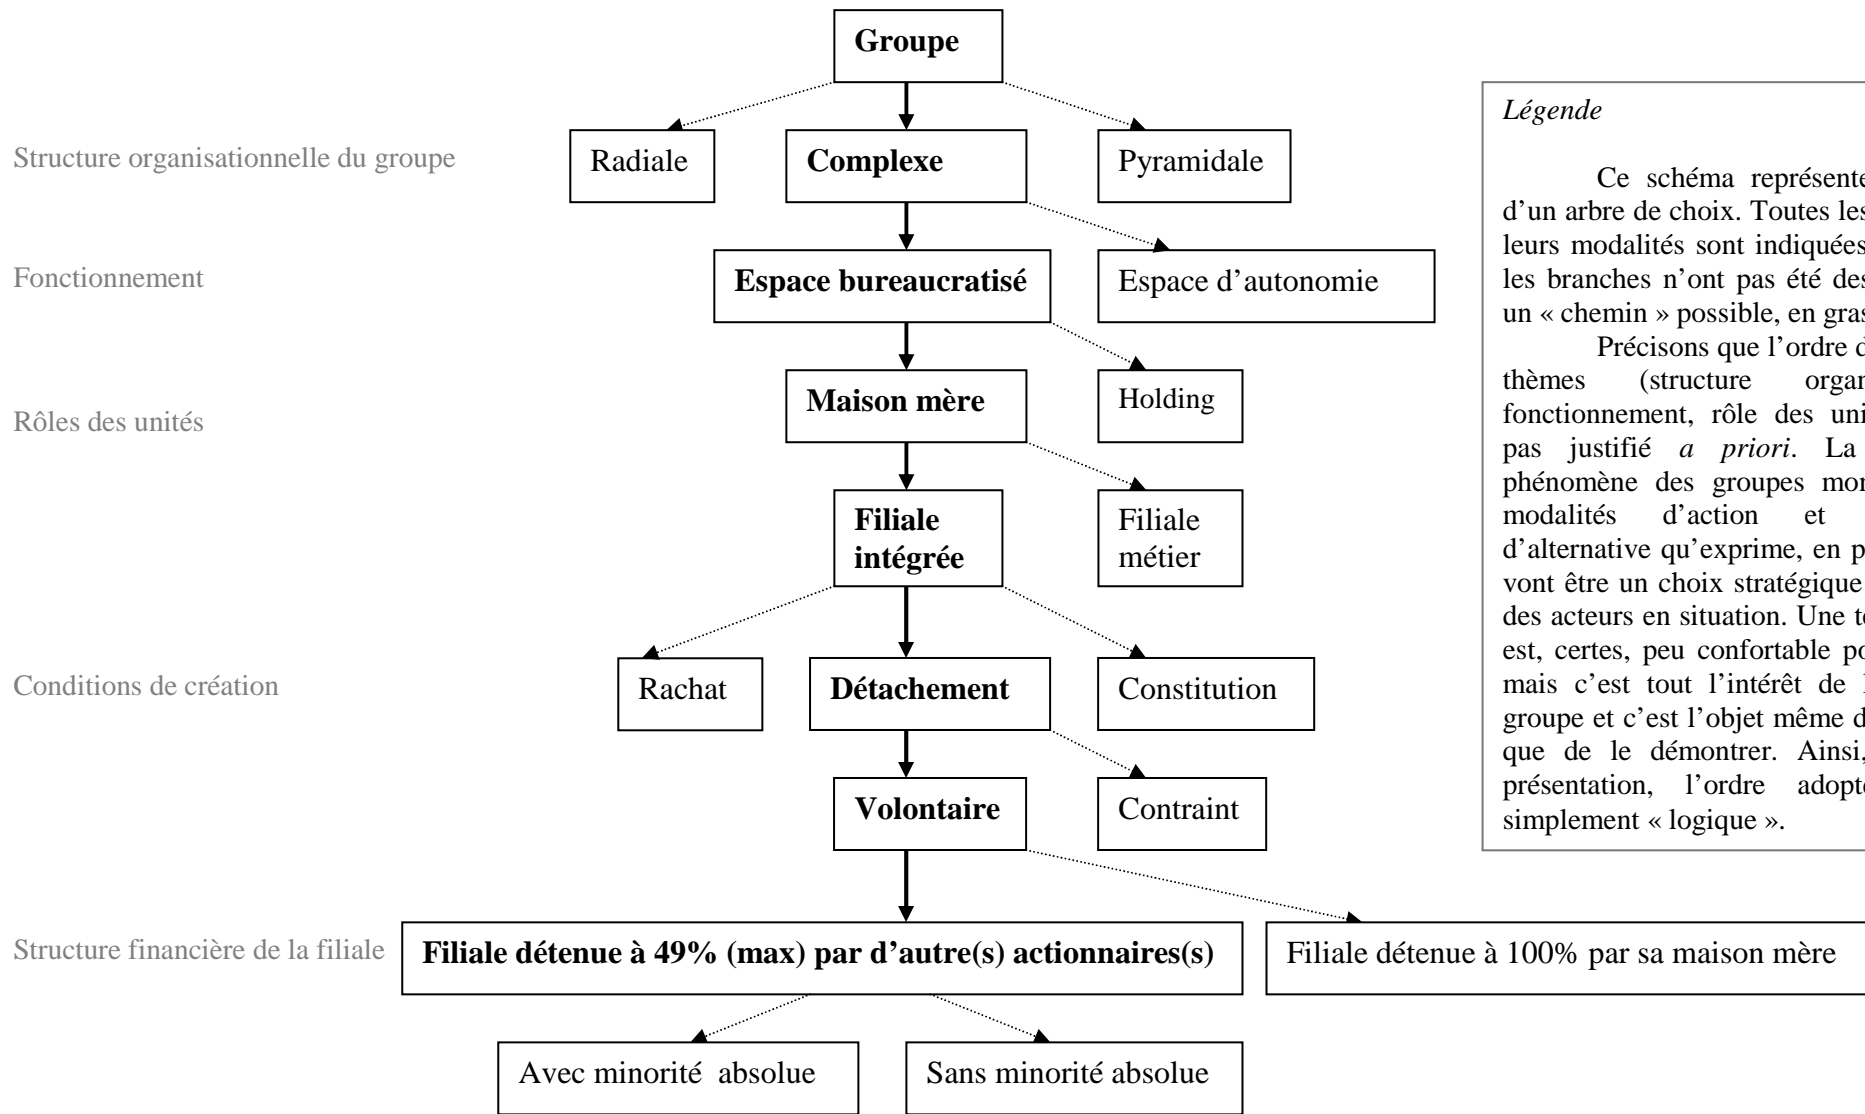 Groupe
Structure organisationnelle du groupe
Radiale
Complexe
Pyramidale
Fonctionnement
Espace bureaucratisé
Espace d’autonomie
Rôles des unités
Maison mère
Holding
Filiale
intégrée
Filiale
métier
Conditions de création
Rachat
Détachement
Constitution
Volontaire
Contraint
Structure financière de la filiale
Filiale détenue à 49% (max) par d’autre(s) actionnaires(s)
Filiale détenue à 100% par sa maison mère
Avec minorité absolue
Sans minorité absolue
Légende
Ce schéma représente
d’un arbre de choix. Toutes les
leurs modalités sont indiquées
les branches n’ont pas été des
un « chemin » possible, en gras
Précisons que l’ordre d
thèmes (structure organ
fonctionnement, rôle des uni
pas justifié a priori. La
phénomène des groupes mon
modalités d’action et
d’alternative qu’exprime, en p
vont être un choix stratégique
des acteurs en situation. Une te
est, certes, peu confortable po
mais c’est tout l’intérêt de
groupe et c’est l’objet même d
que de le démontrer. Ainsi,
présentation, l’ordre adopt
simplement « logique ».